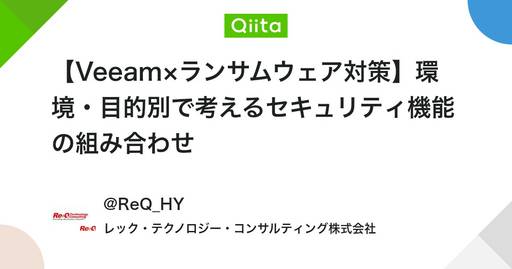 Qiita
【Veeam×ランサムウェア対策】環
境・目的別で考えるセキュリティ機能
の組み合わせ
@ReQ_HY
レック・テクノロジー・コンサルティング株式会社
Re-Q
Re-Q